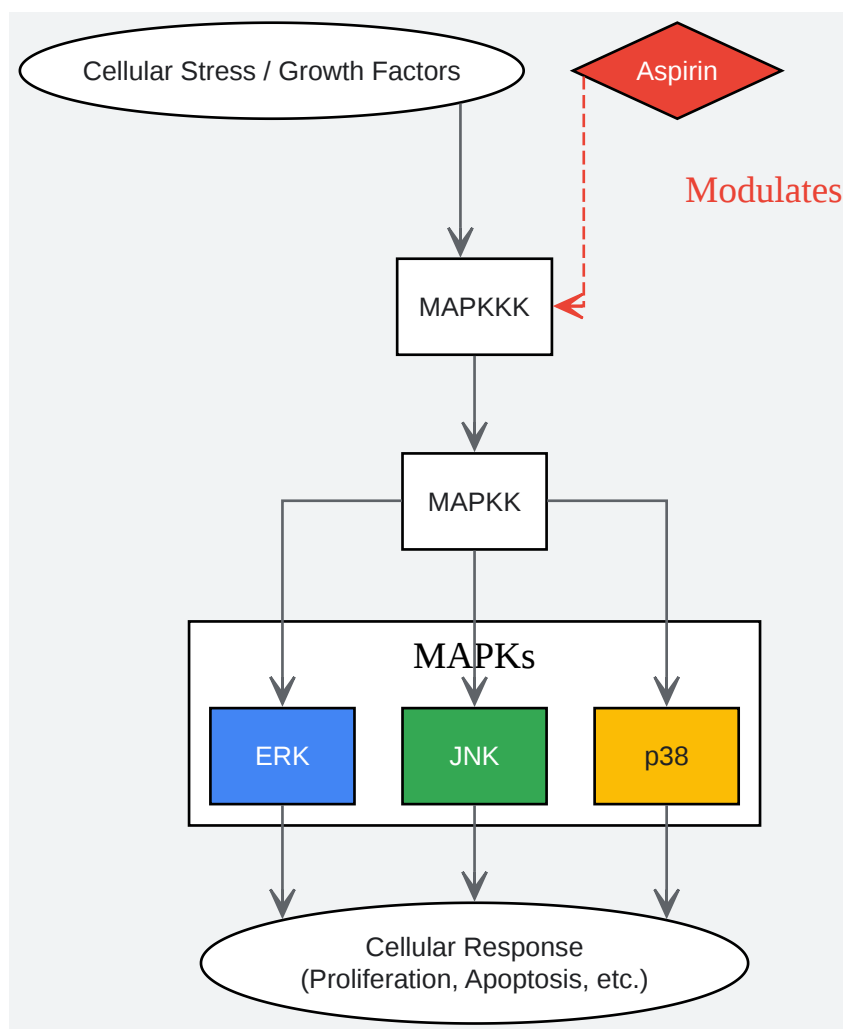 Cellular Stress / Growth Factors
Aspirin
Modulates
MAPKKK
MAPKK
MAPKs
ERK
JNK
p38
Cellular Response
(Proliferation, Apoptosis, etc.)